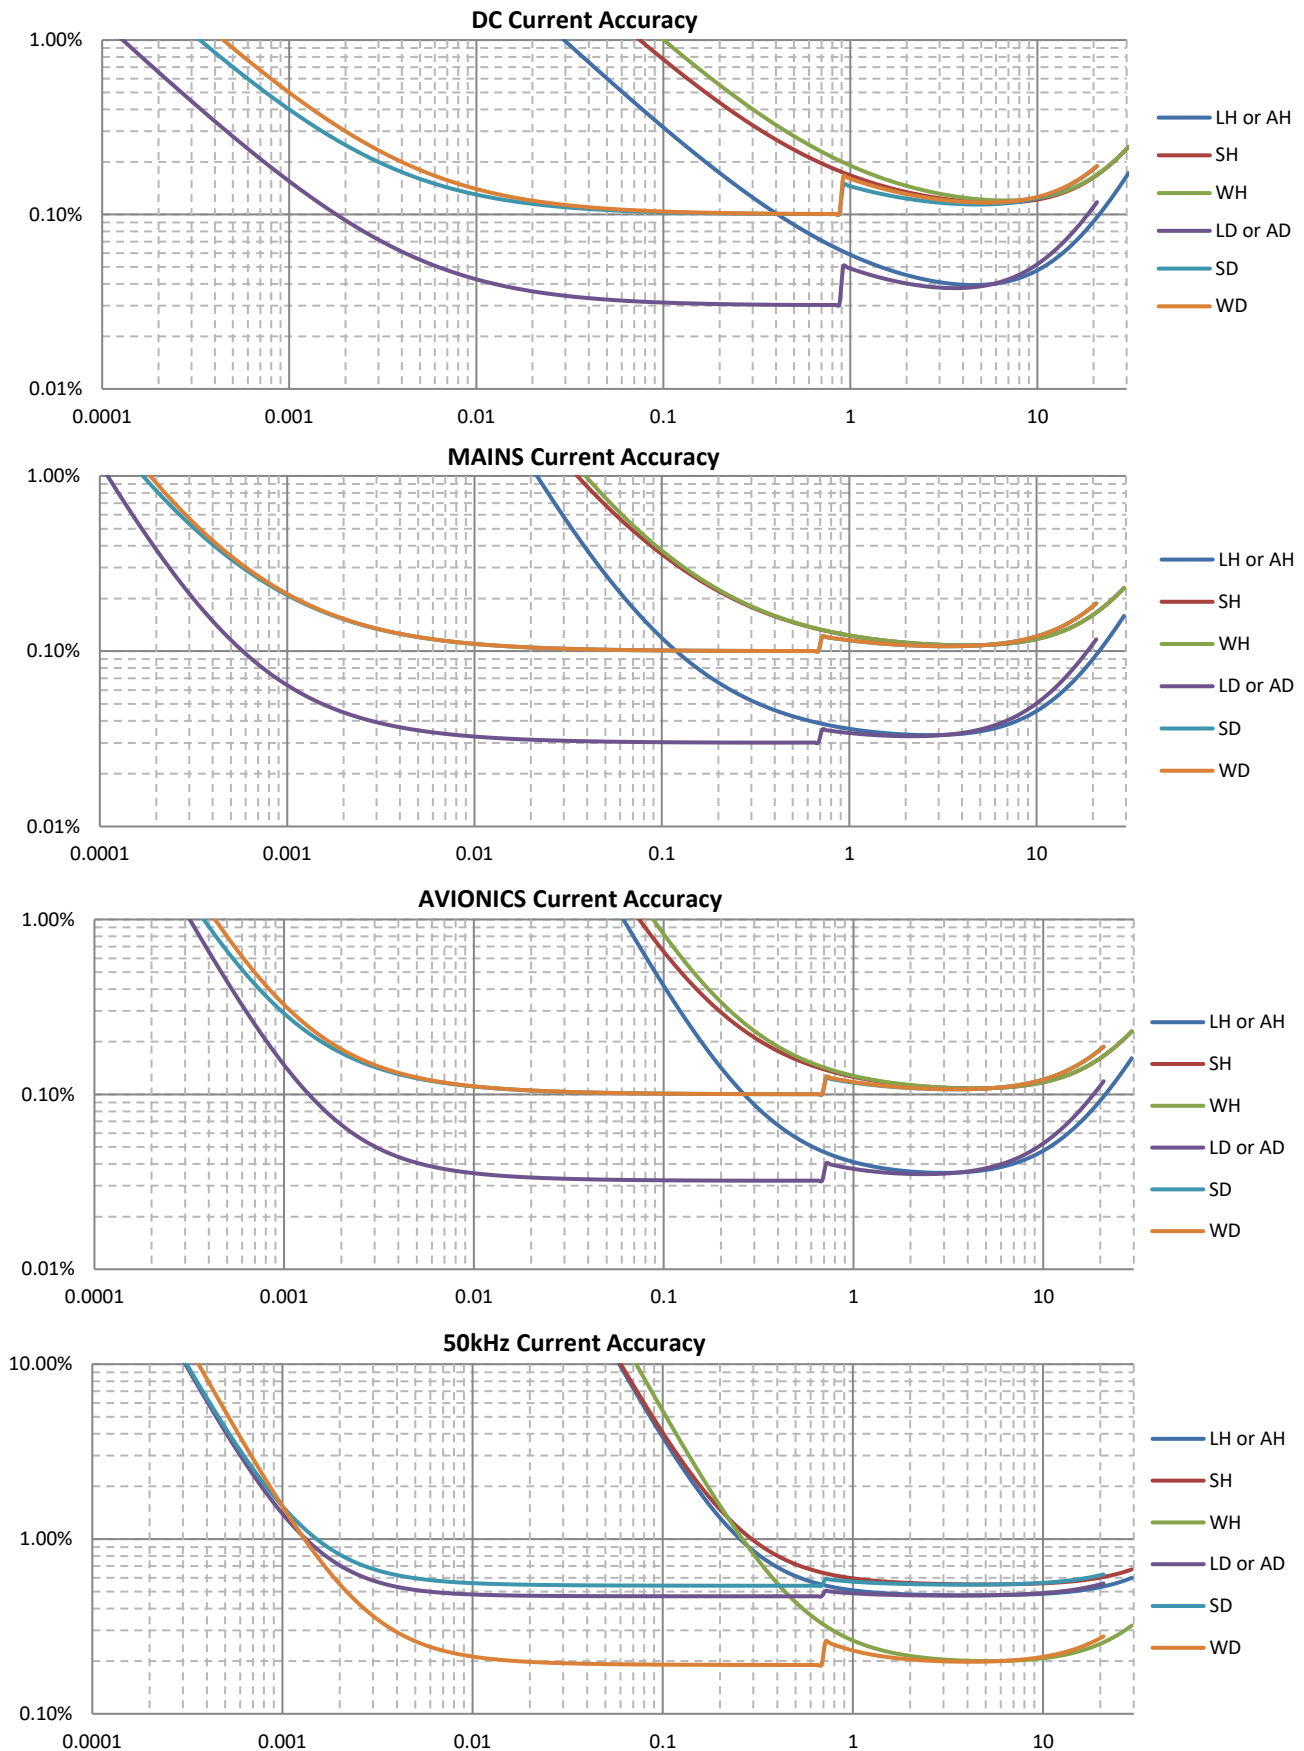 DC Current Accuracy
1.00%
0.10%
0.01%
0.0001 0.001 0.01 0.1 1 10
LH or AH
SH
WH
LD or AD
SD
WD
MAINS Current Accuracy
1.00%
0.10%
0.01%
0.0001 0.001 0.01 0.1 1 10
LH or AH
SH
WH
LD or AD
SD
WD
AVIONICS Current Accuracy
1.00%
0.10%
0.01%
0.0001 0.001 0.01 0.1 1 10
LH or AH
SH
WH
LD or AD
SD
WD
50kHz Current Accuracy
10.00%
1.00%
0.10%
0.0001 0.001 0.01 0.1 1 10
LH or AH
SH
WH
LD or AD
SD
WD